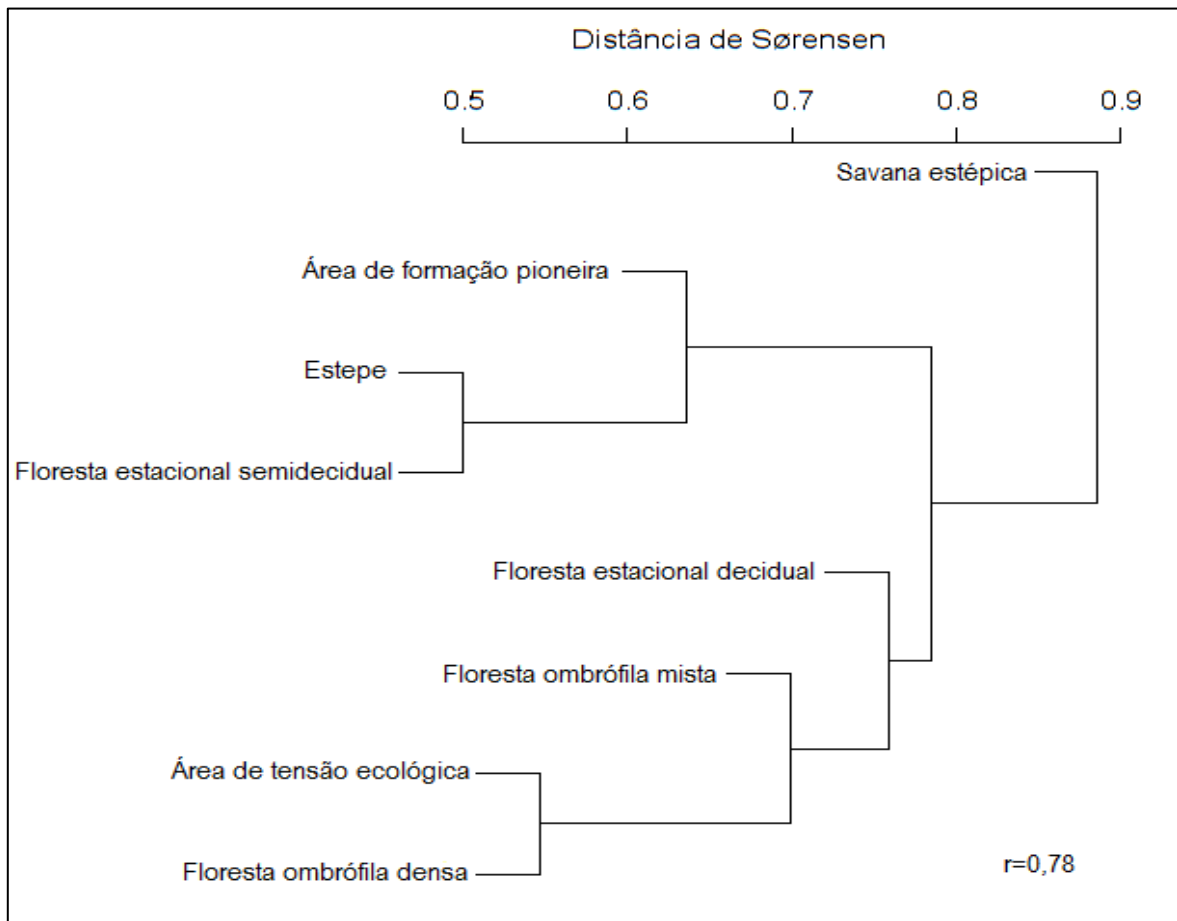 Distância de Sørensen
0.5 0.6 0.7 0.8 0.9
Savana estépica
Área de formação pioneira
Estepe
Floresta estacional semidecidual
Floresta estacional decidual
Floresta ombrófila mista
Área de tensão ecológica
Floresta ombrófila densa
r=0,78